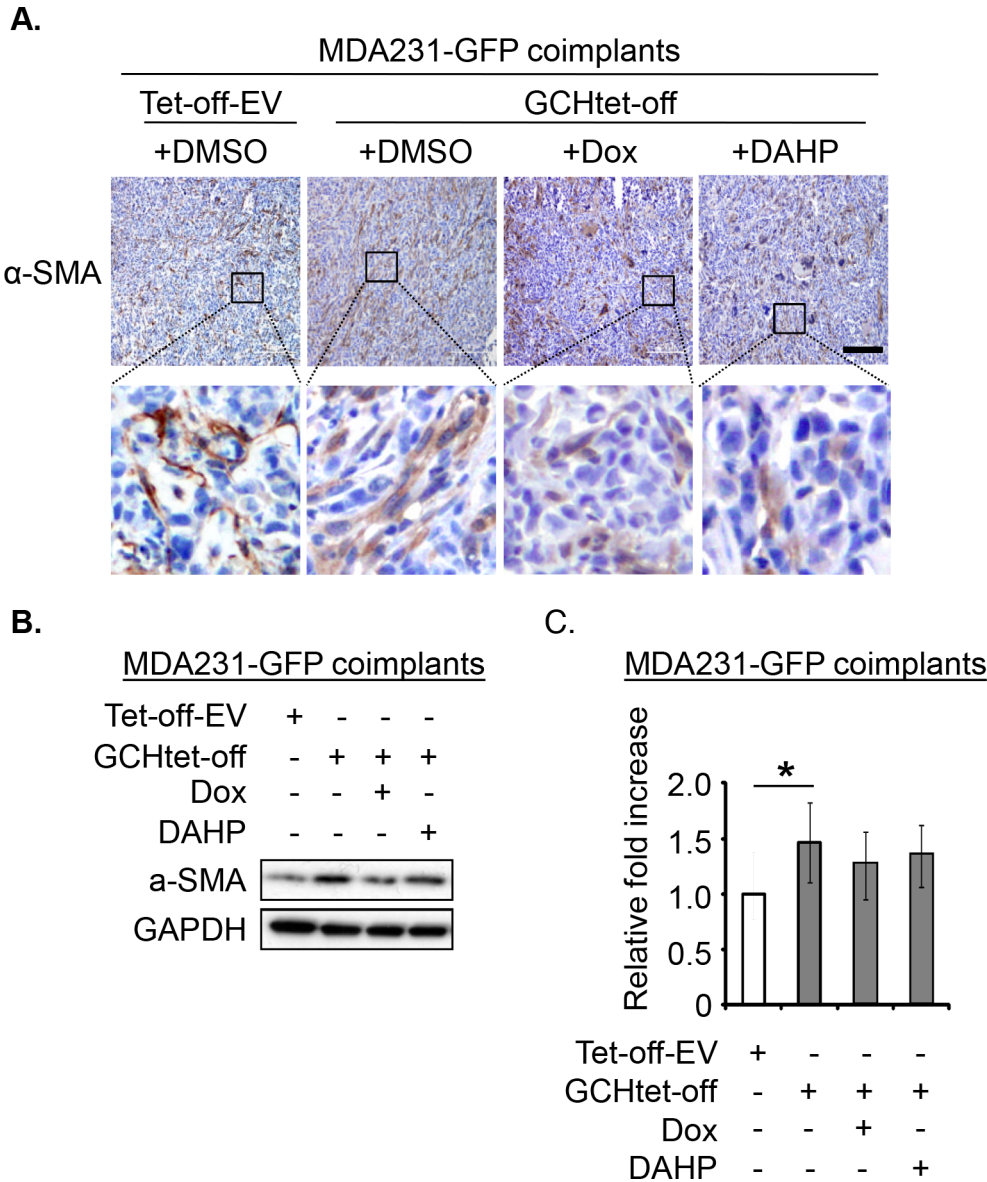 A.
MDA231-GFP coimplants
Tet-off-EV GCHtet-off
+DMSO +DMSO +Dox +DAHP
α-SMA
B.
MDA231-GFP coimplants
Tet-off-EV + - - -
GCHtet-off - + + +
Dox - - + -
DAHP - - - +
a-SMA
GAPDH
C.
MDA231-GFP coimplants
Relative fold increase
*
2.0
1.5
1.0
0.5
0
Tet-off-EV + - - -
GCHtet-off - + + +
Dox - - + -
DAHP - - - +